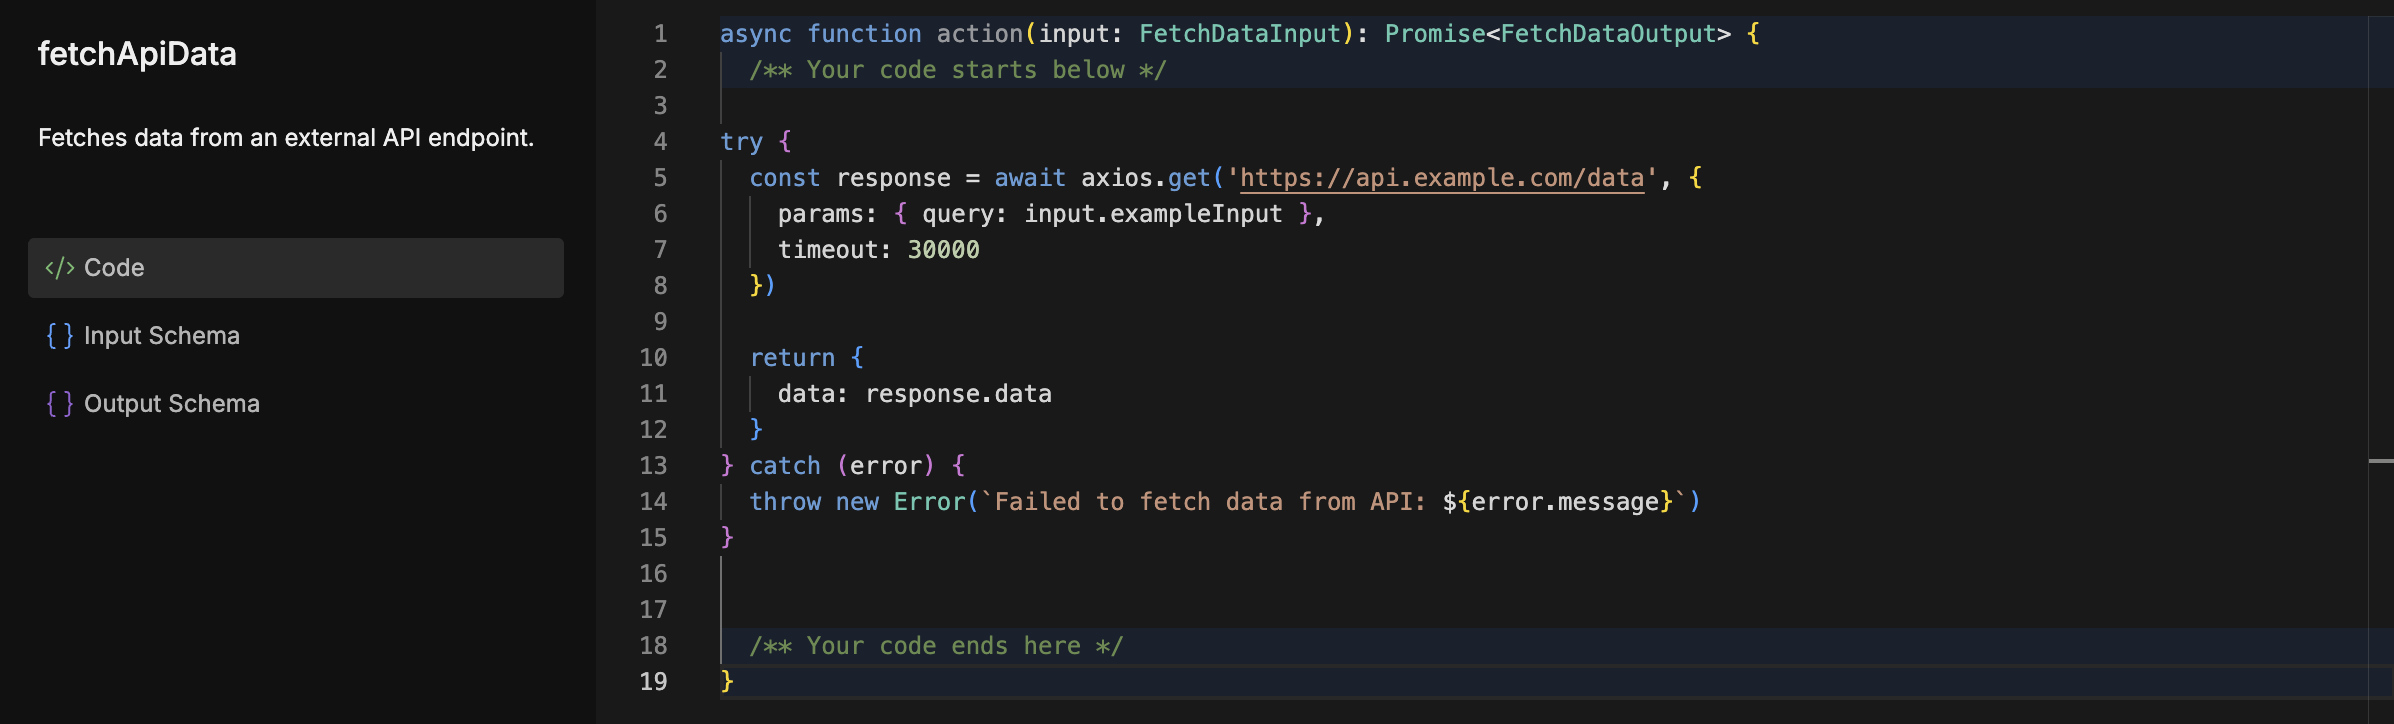 fetchApiData
Fetches data from an external API endpoint.
</> Code
{ } Input Schema
{ } Output Schema
1 async function action(input: FetchDataInput): Promise<FetchDataOutput> {
2   /** Your code starts below */
3
4 try {
5   const response = await axios.get('https://api.example.com/data', {
6     params: { query: input.exampleInput },
7     timeout: 30000
8   })
9
10   return {
11     data: response.data
12   }
13 } catch (error) {
14   throw new Error(`Failed to fetch data from API: ${error.message}`)
15 }
16
17
18   /** Your code ends here */
19 }